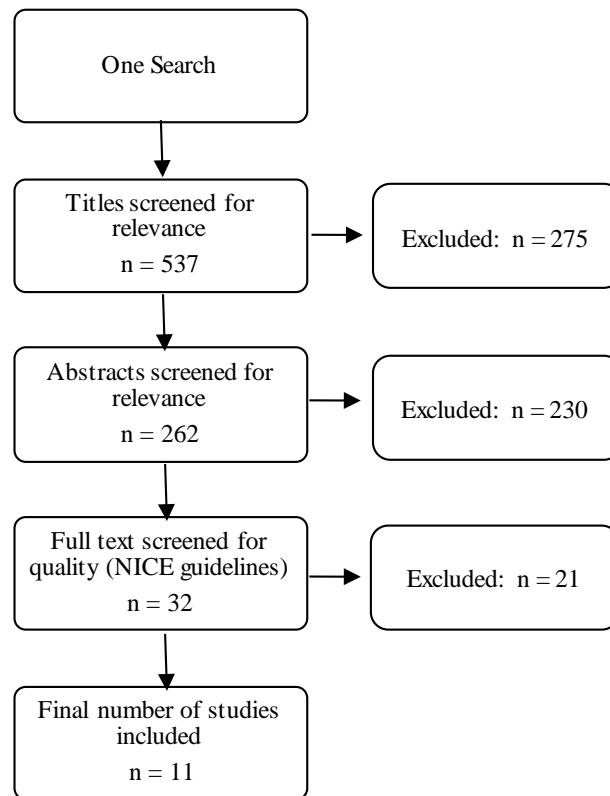 One Search
Titles screened for
relevance
n = 537
Excluded: n = 275
Abstracts screened for
relevance
n = 262
Excluded: n = 230
Full text screened for
quality (NICE guidelines)
n = 32
Excluded: n = 21
Final number of studies
included
n = 11